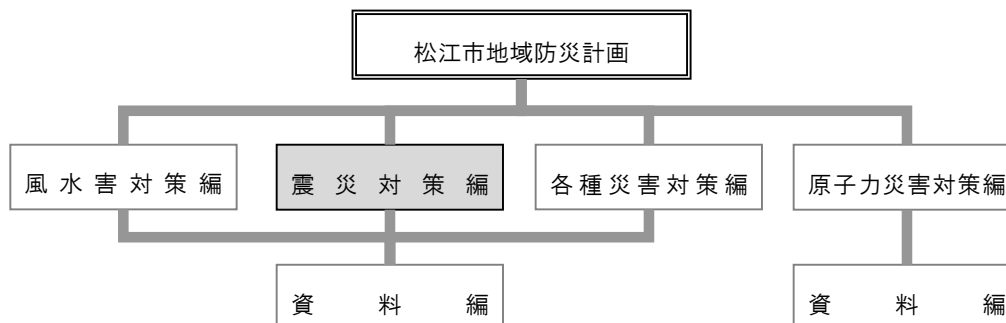 松江市地域防災計画
風水害対策編
震災対策編
各種災害対策編
原子力災害対策編
資料編
資料編